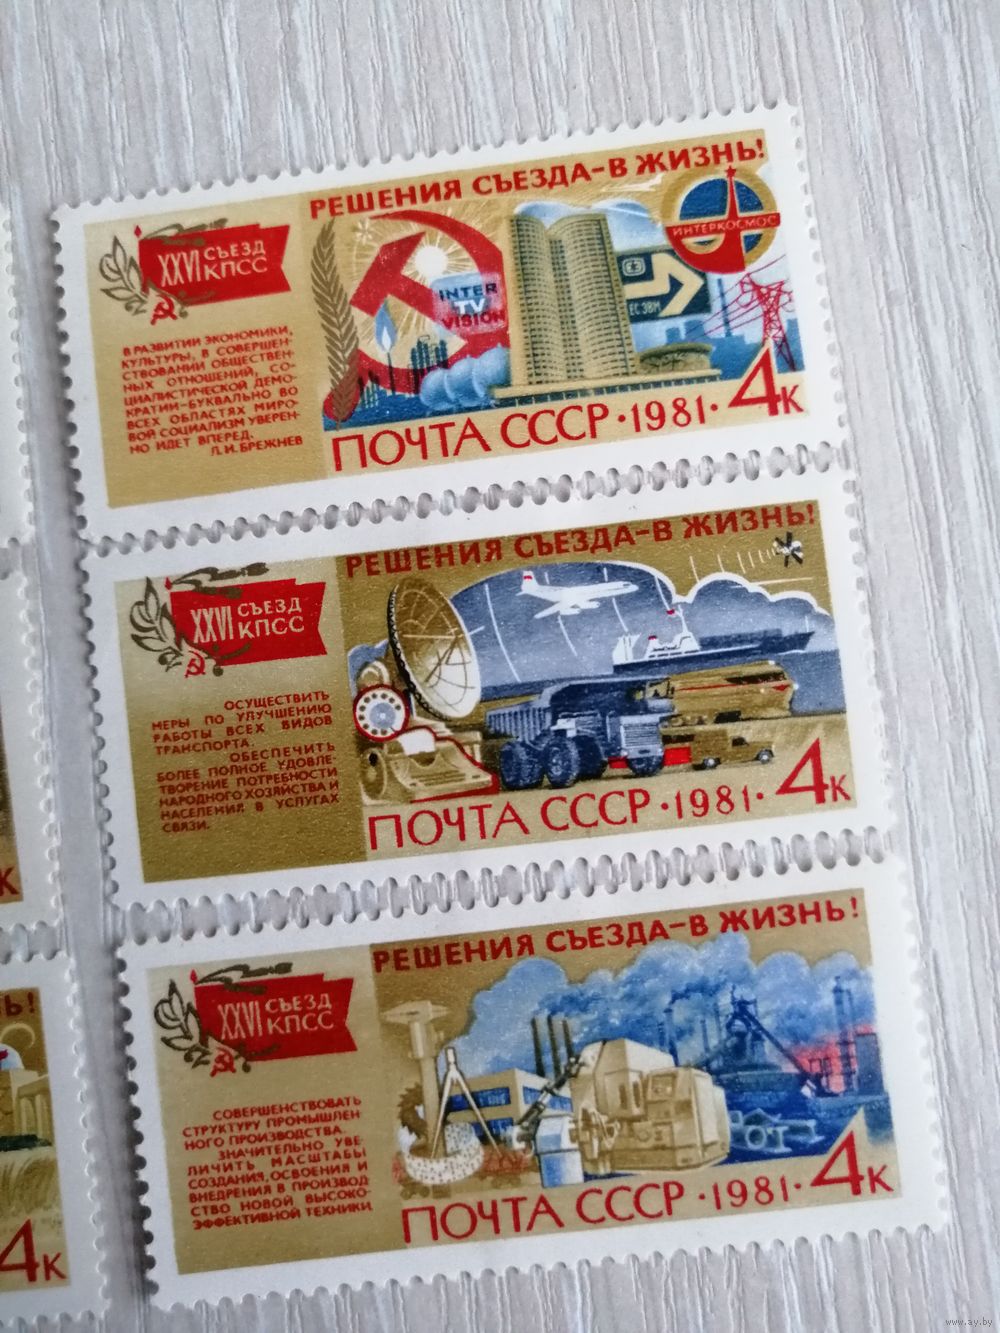 РЕШЕНИЯ СЪЕЗДА-В ЖИЗНЬ!
XXVI СЪЕЗД
КПСС
ИНТЕРКОСМОС
INTER
TV
VISION
ЕС ЭВМ
В РАЗВИТИИ ЭКОНОМИКИ,
КУЛЬТУРЫ, В СОВЕРШЕН-
СТВОВАНИИ ОБЩЕСТВЕН-
НЫХ ОТНОШЕНИЙ, СО-
ЦИАЛИСТИЧЕСКОЙ ДЕМО-
КРАТИИ-БУКВАЛЬНО ВО
ВСЕХ ОБЛАСТЯХ МИРО-
ВОЙ СОЦИАЛИЗМ УВЕРЕН-
НО ИДЕТ ВПЕРЕД.
Л.И.БРЕЖНЕВ
ПОЧТА СССР·1981· 4К
РЕШЕНИЯ СЪЕЗДА-В ЖИЗНЬ!
XXVI СЪЕЗД
КПСС
ОСУЩЕСТВИТЬ
МЕРЫ ПО УЛУЧШЕНИЮ
РАБОТЫ ВСЕХ ВИДОВ
ТРАНСПОРТА.
ОБЕСПЕЧИТЬ
БОЛЕЕ ПОЛНОЕ УДОВЛЕ-
ТВОРЕНИЕ ПОТРЕБНОСТИ
НАРОДНОГО ХОЗЯЙСТВА И
НАСЕЛЕНИЯ В УСЛУГАХ
СВЯЗИ.
ПОЧТА СССР·1981· 4К
РЕШЕНИЯ СЪЕЗДА-В ЖИЗНЬ!
XXVI СЪЕЗД
КПСС
СОВЕРШЕНСТВОВАТЬ
СТРУКТУРУ ПРОМЫШЛЕН-
НОГО ПРОИЗВОДСТВА.
ЗНАЧИТЕЛЬНО УВЕ-
ЛИЧИТЬ МАСШТАБЫ
СОЗДАНИЯ, ОСВОЕНИЯ И
ВНЕДРЕНИЯ В ПРОИЗВОД
СТВО НОВОЙ ВЫСОКО-
ЭФФЕКТИВНОЙ ТЕХНИКИ.
ПОЧТА СССР·1981· 4К
К
Ь!
4К
www.ay.by